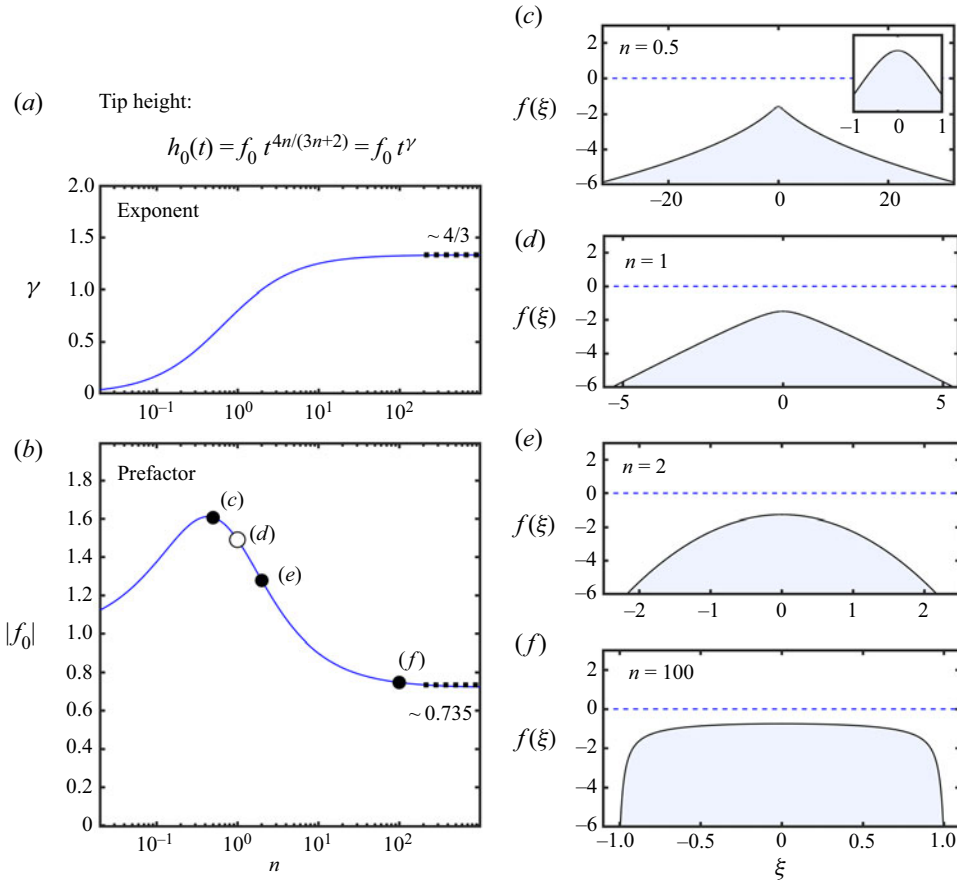 (a) Tip height:
h₀(t) = f₀ t^{4n/(3n+2)} = f₀ t^γ
2.0
1.5
1.0
0.5
0
γ
Exponent
~ 4/3
10⁻¹ 10⁰ 10¹ 10²
(b)
1.8
1.6
1.4
1.2
1.0
0.8
0.6
0.4
0.2
0
|f₀|
Prefactor
(c)
(d)
(e)
(f)
~ 0.735
10⁻¹ 10⁰ 10¹ 10²
n
(c)
n = 0.5
2
0
–2
–4
–6
f(ξ)
–1 0 1
–20 0 20
(d)
n = 1
2
0
–2
–4
–6
f(ξ)
–5 0 5
(e)
n = 2
2
0
–2
–4
–6
f(ξ)
–2 –1 0 1 2
(f)
n = 100
2
0
–2
–4
–6
f(ξ)
–1.0 –0.5 0 0.5 1.0
ξ